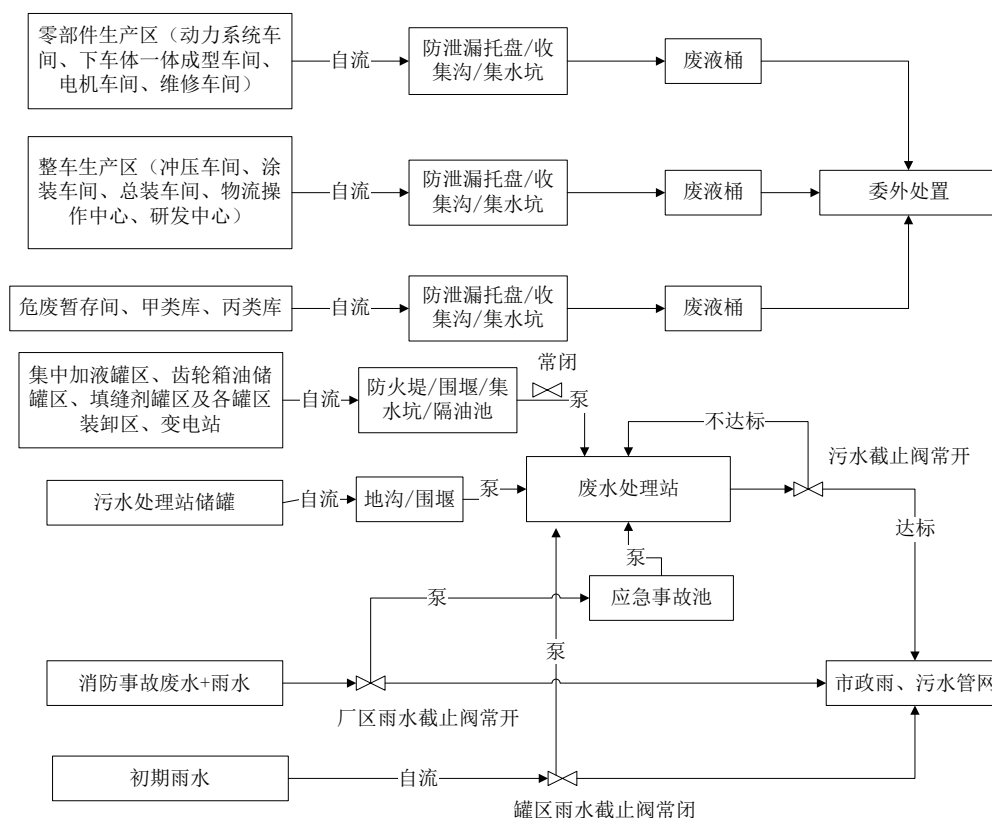 零部件生产区（动力系统车
间、下车体一体成型车间、
电机车间、维修车间）
自流
防泄漏托盘/收
集沟/集水坑
废液桶
整车生产区（冲压车间、涂
装车间、总装车间、物流操
作中心、研发中心）
自流
防泄漏托盘/收
集沟/集水坑
废液桶
委外处置
危废暂存间、甲类库、丙类库
自流
防泄漏托盘/收
集沟/集水坑
废液桶
集中加液罐区、齿轮箱油储
罐区、填缝剂罐区及各罐区
装卸区、变电站
自流
防火堤/围堰/集
水坑/隔油池
常闭
泵
不达标
污水截止阀常开
污水处理站储罐
自流
地沟/围堰
泵
废水处理站
达标
泵
应急事故池
泵
泵
消防事故废水+雨水
厂区雨水截止阀常开
市政雨、污水管网
初期雨水
自流
罐区雨水截止阀常闭